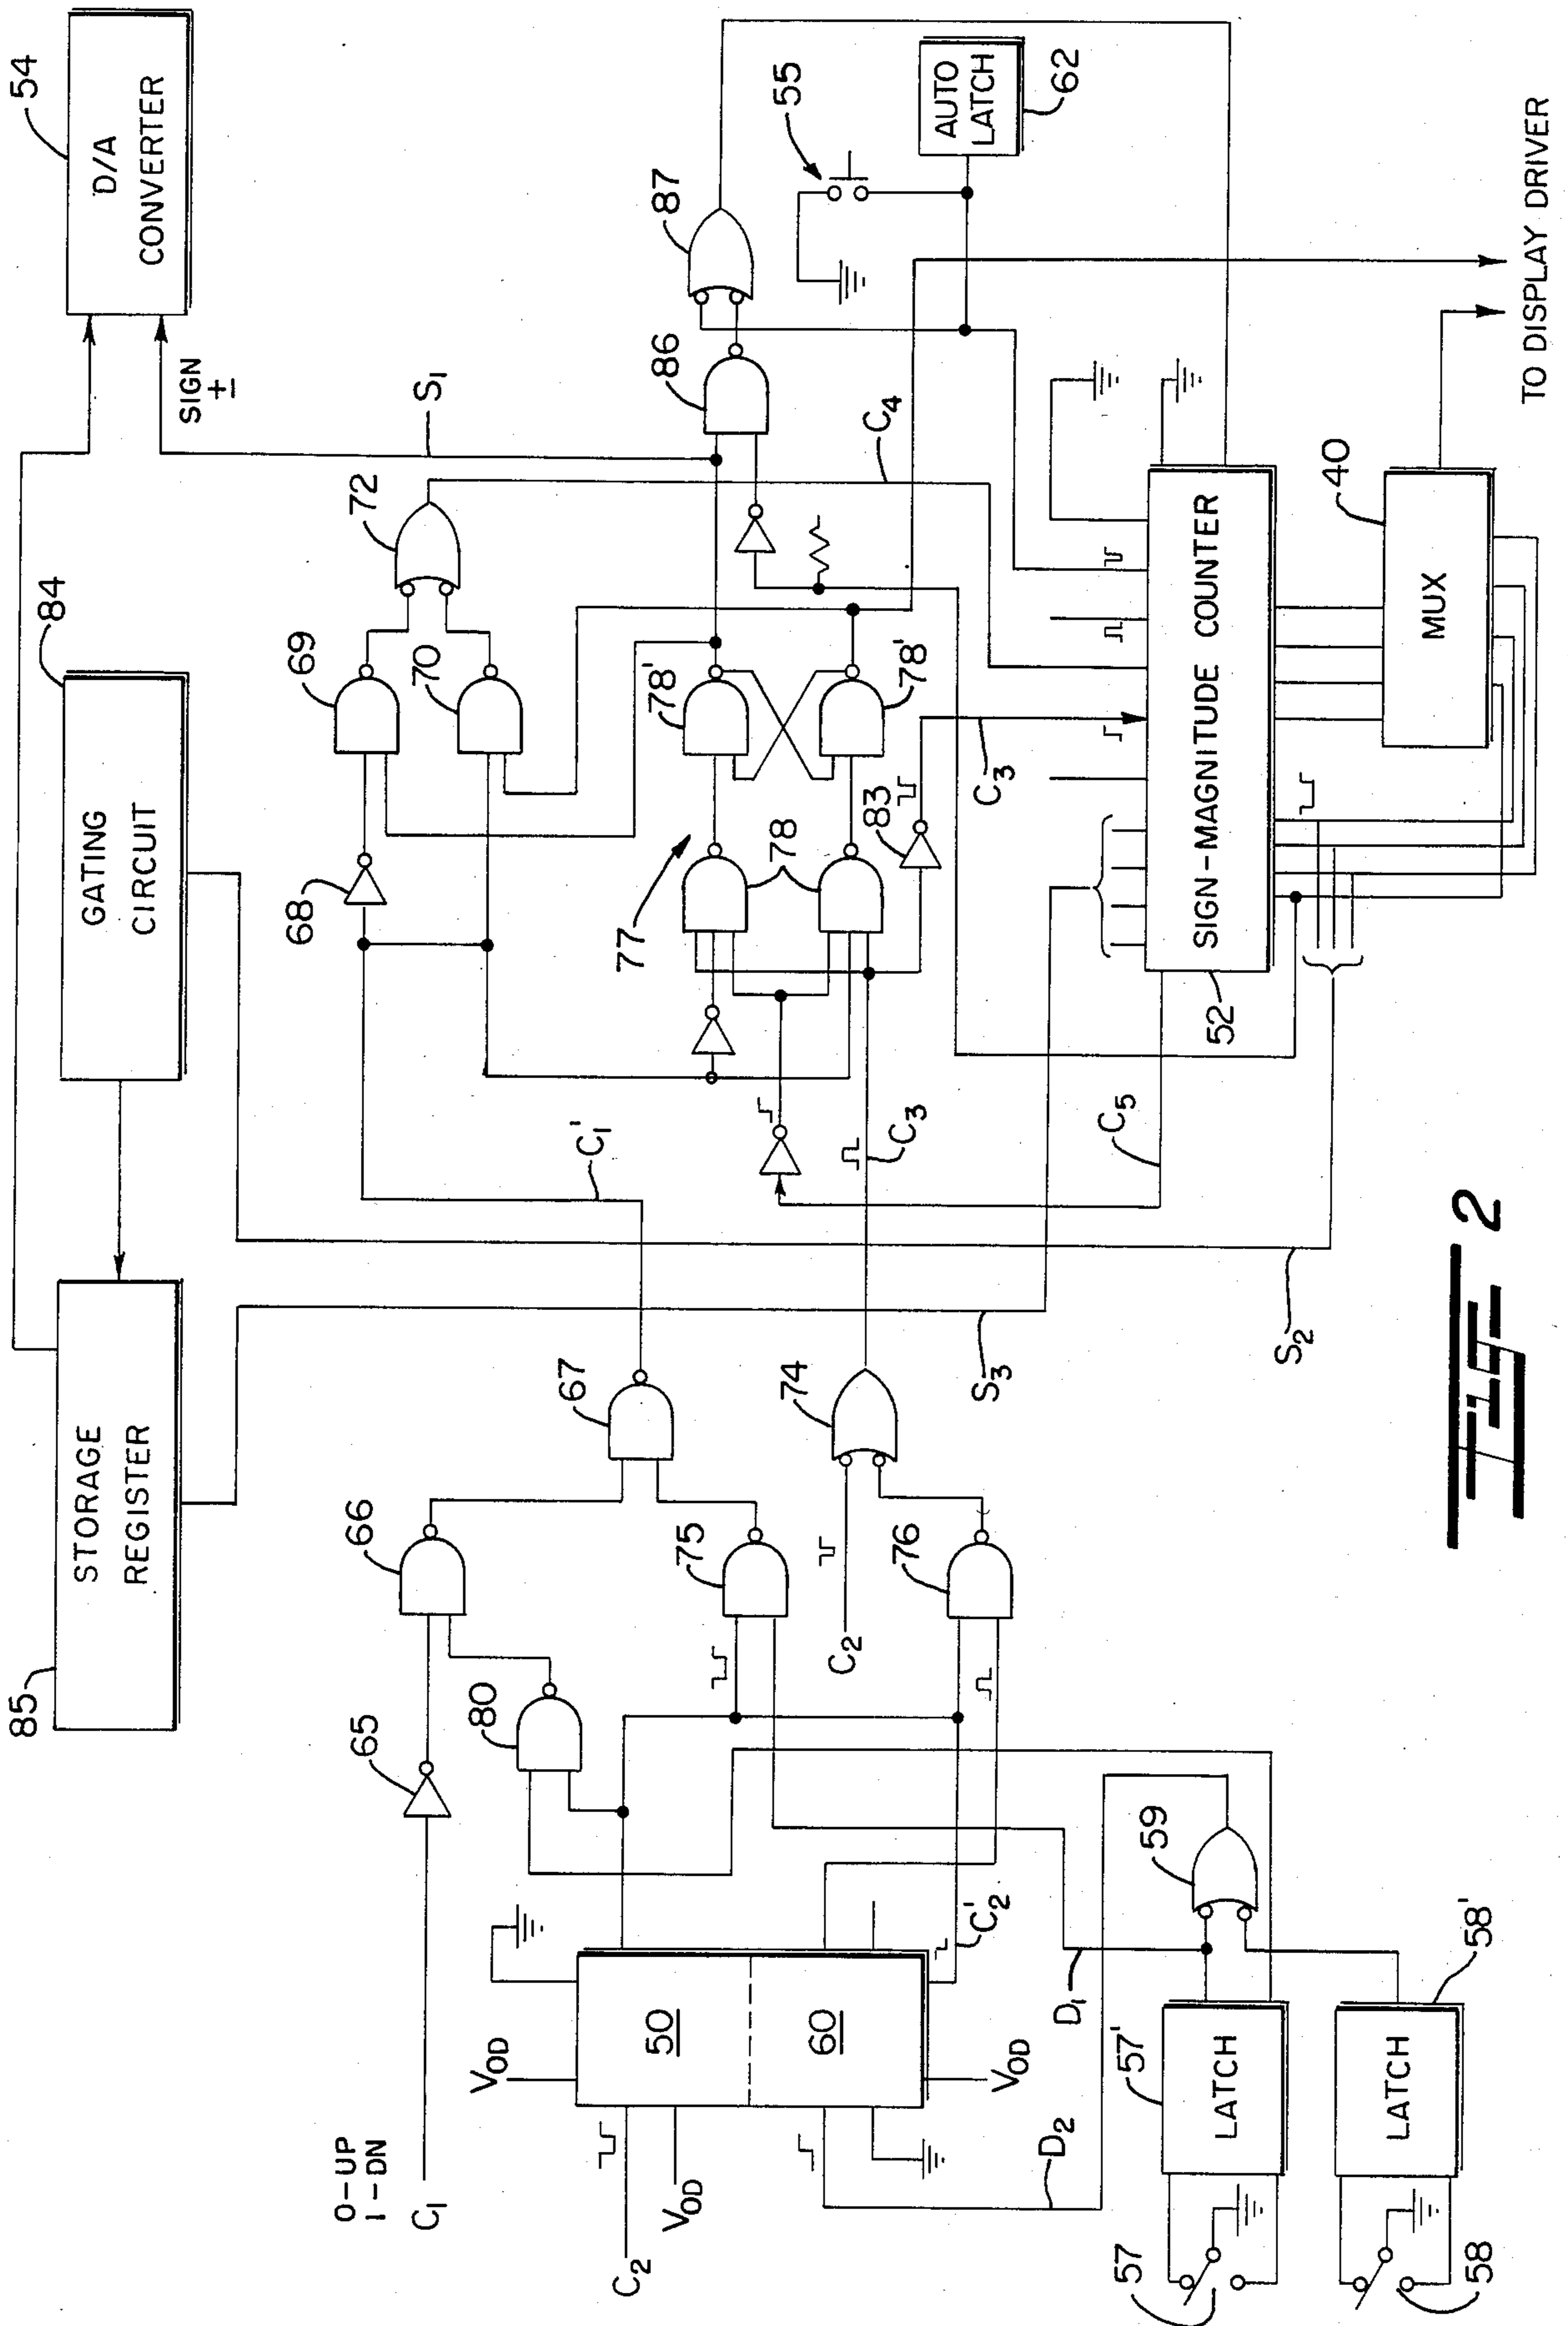 54
D/A
CONVERTER
SIGN
±
S1
84
GATING
CIRCUIT
85
STORAGE
REGISTER
72
69
70
68
C1'
67
66
65
80
75
76
74
C2
0-UP
1-DN
C1
VOD
50
60
VOD
VOD
C2
C2'
D1
D2
57'
LATCH
57
59
58'
LATCH
58
87
86
55
AUTO
LATCH
62
C4
78'
78'
77
78
83
C3
C3
C5
52
SIGN-MAGNITUDE COUNTER
40
MUX
S3
S2
TO DISPLAY DRIVER
FIG 2